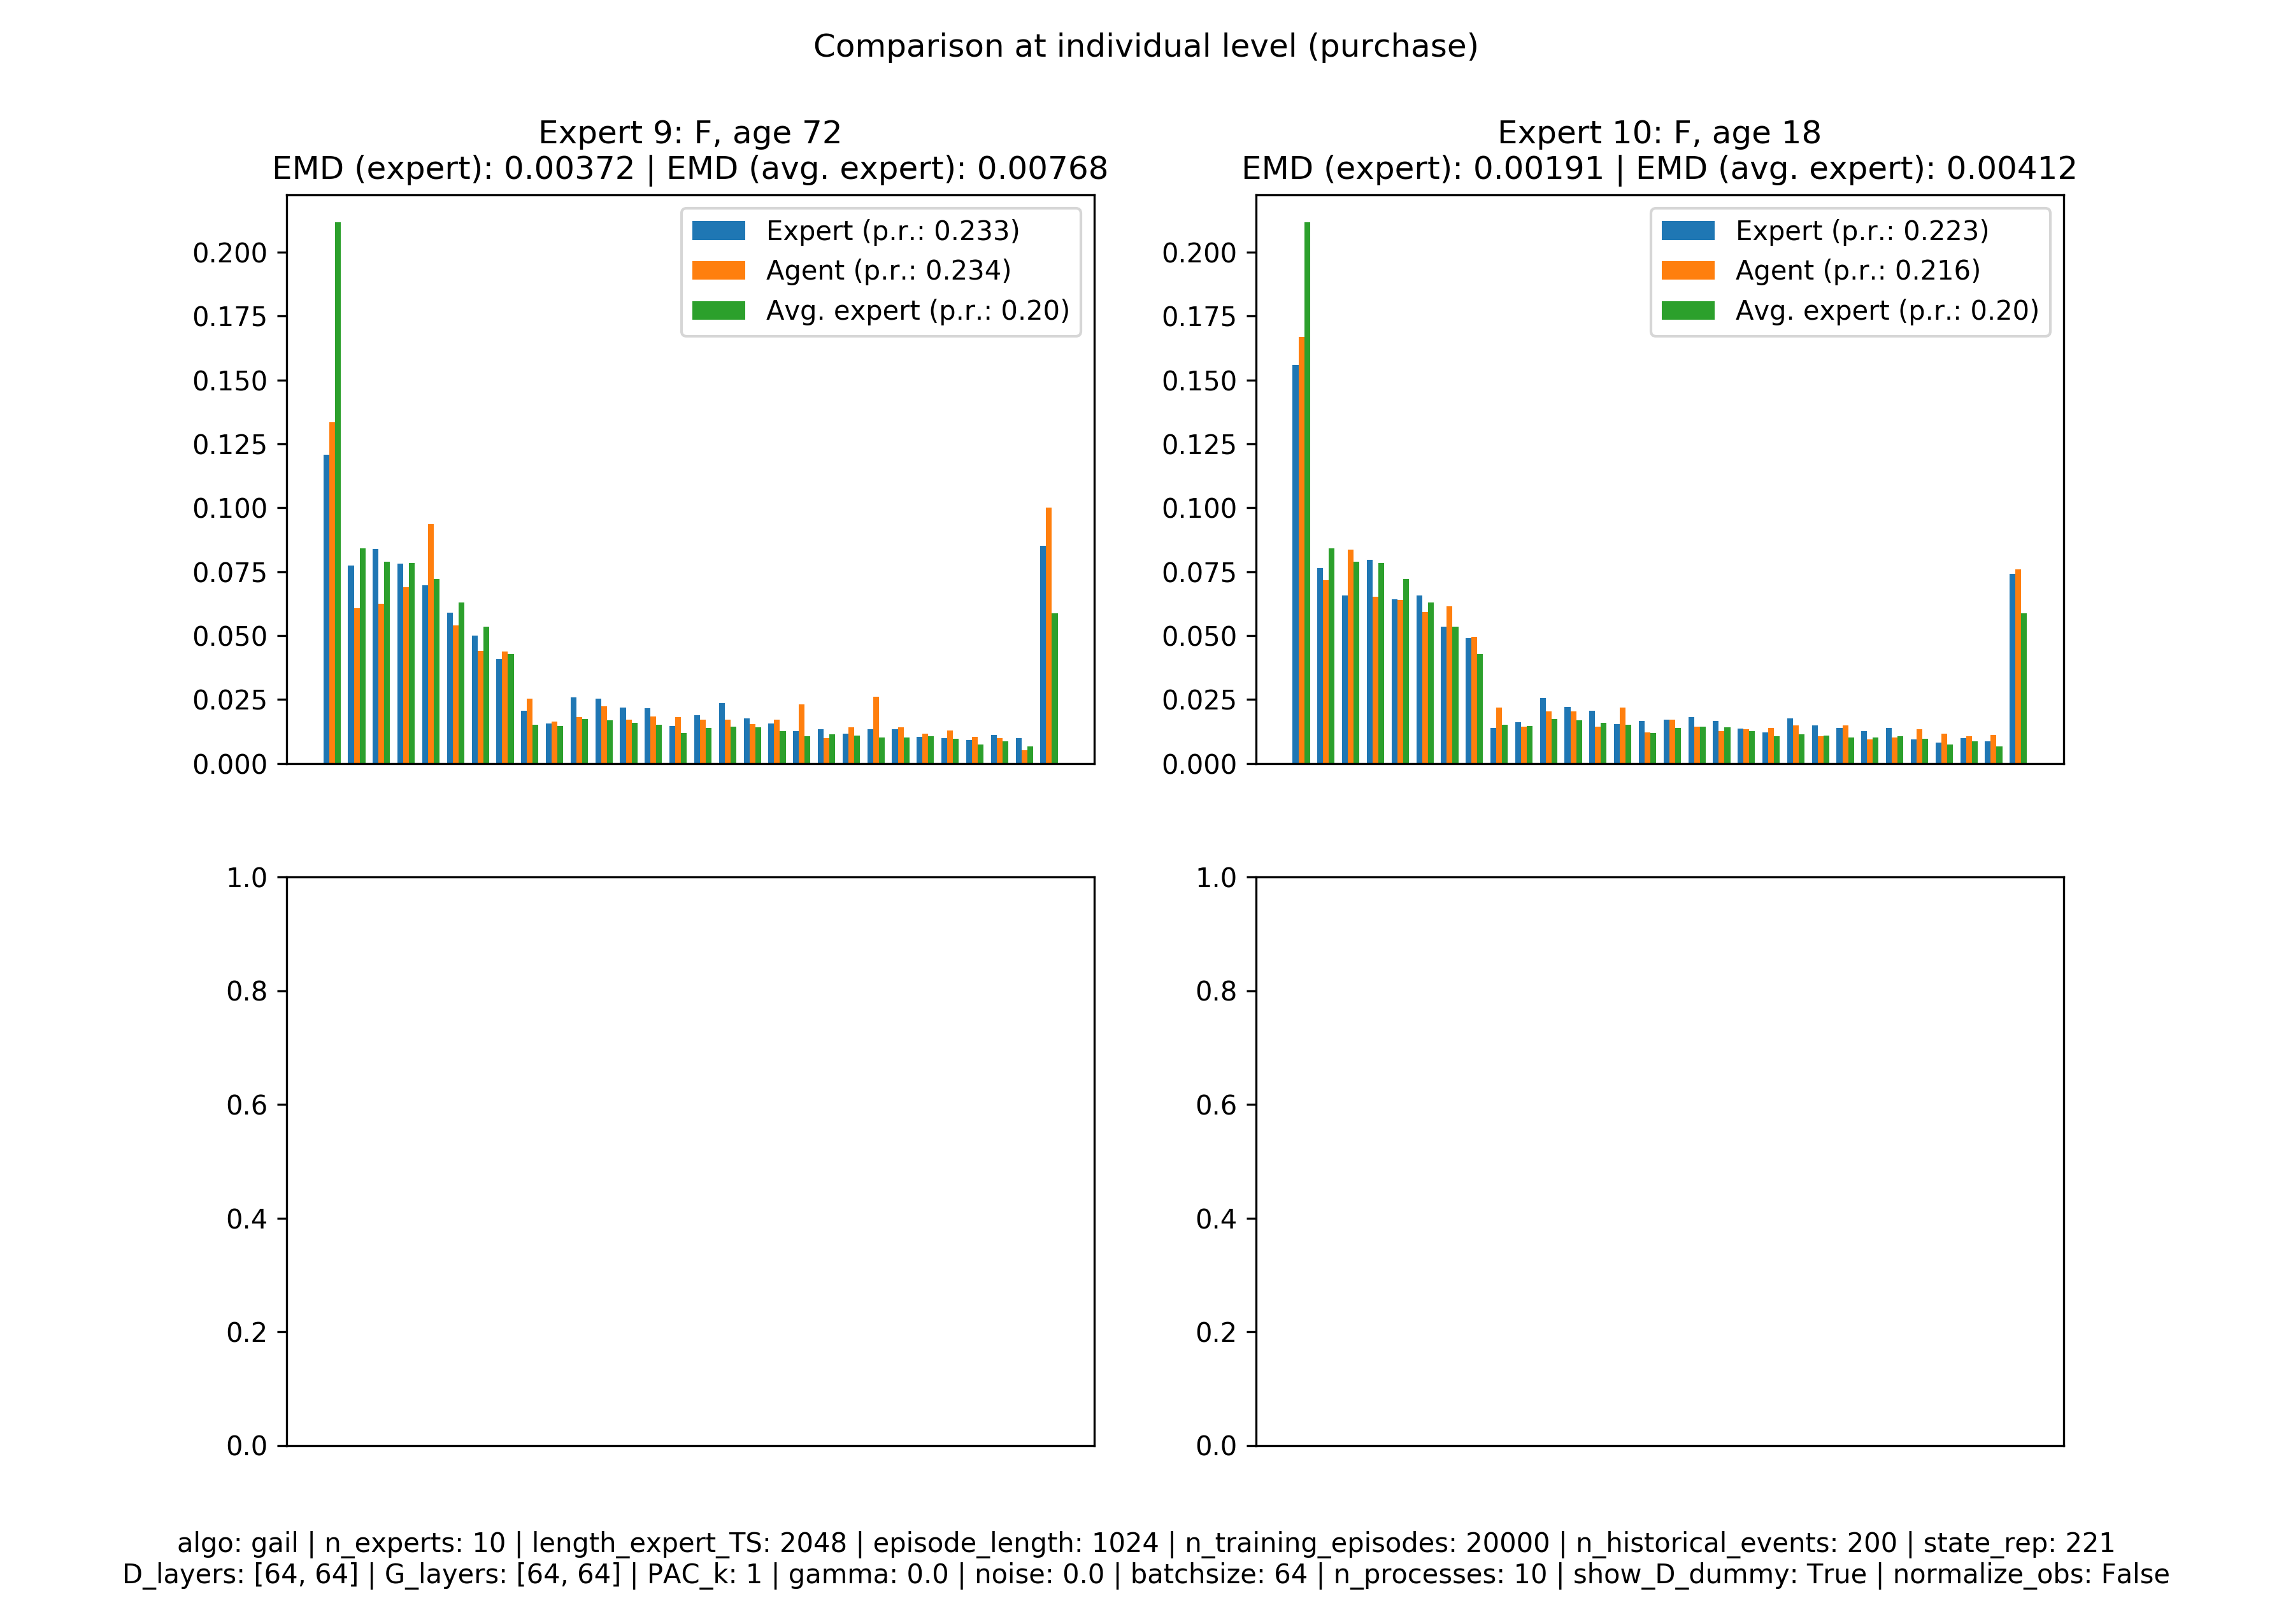 Comparison at individual level (purchase)
Expert 9: F, age 72
EMD (expert): 0.00372 | EMD (avg. expert): 0.00768
Expert (p.r.: 0.233)
Agent (p.r.: 0.234)
Avg. expert (p.r.: 0.20)
0.200
0.175
0.150
0.125
0.100
0.075
0.050
0.025
0.000
Expert 10: F, age 18
EMD (expert): 0.00191 | EMD (avg. expert): 0.00412
Expert (p.r.: 0.223)
Agent (p.r.: 0.216)
Avg. expert (p.r.: 0.20)
0.200
0.175
0.150
0.125
0.100
0.075
0.050
0.025
0.000
1.0
0.8
0.6
0.4
0.2
0.0
1.0
0.8
0.6
0.4
0.2
0.0
algo: gail | n_experts: 10 | length_expert_TS: 2048 | episode_length: 1024 | n_training_episodes: 20000 | n_historical_events: 200 | state_rep: 221
D_layers: [64, 64] | G_layers: [64, 64] | PAC_k: 1 | gamma: 0.0 | noise: 0.0 | batchsize: 64 | n_processes: 10 | show_D_dummy: True | normalize_obs: False